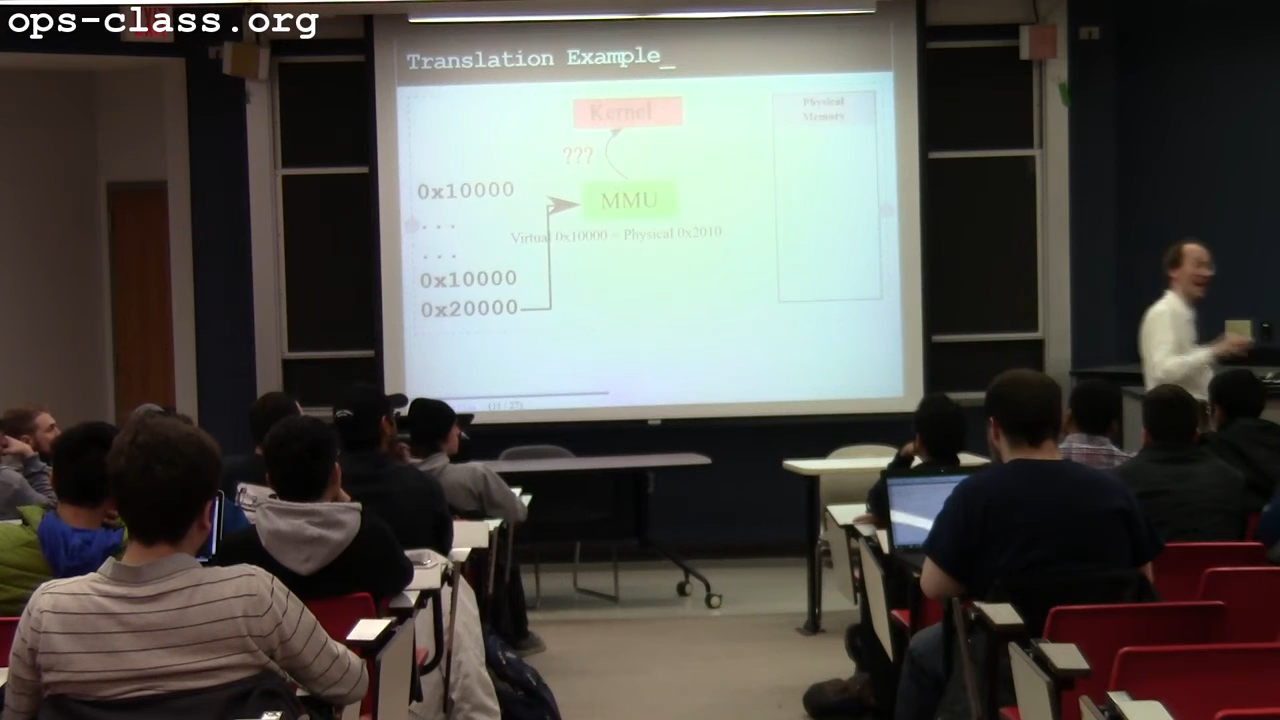 ops-class.org
Translation Example_
Kernel
Physical
Memory
???
0x10000
MMU
...
Virtual 0x10000 = Physical 0x2010
...
0x10000
0x20000